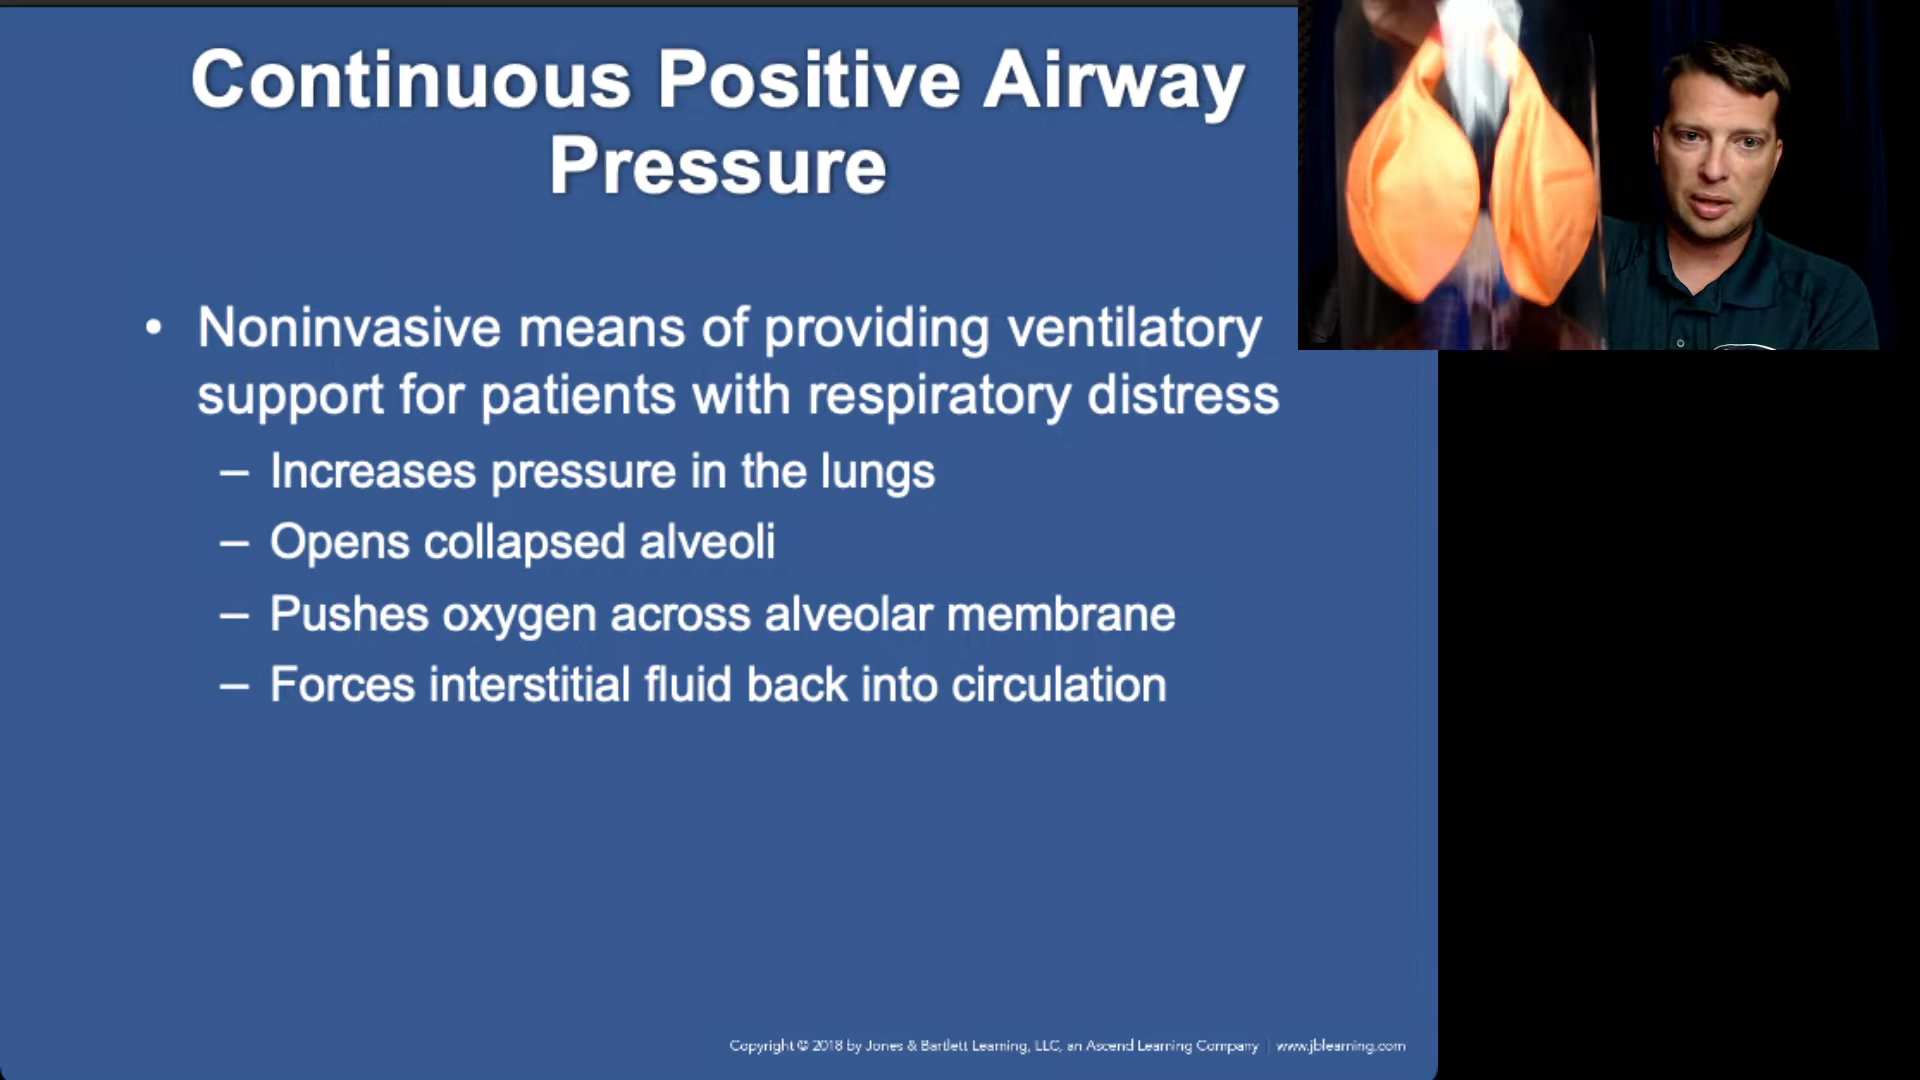 Continuous Positive Airway
Pressure
• Noninvasive means of providing ventilatory
support for patients with respiratory distress
– Increases pressure in the lungs
– Opens collapsed alveoli
– Pushes oxygen across alveolar membrane
– Forces interstitial fluid back into circulation
Copyright © 2018 by Jones & Bartlett Learning, LLC, an Ascend Learning Company | www.jblearning.com